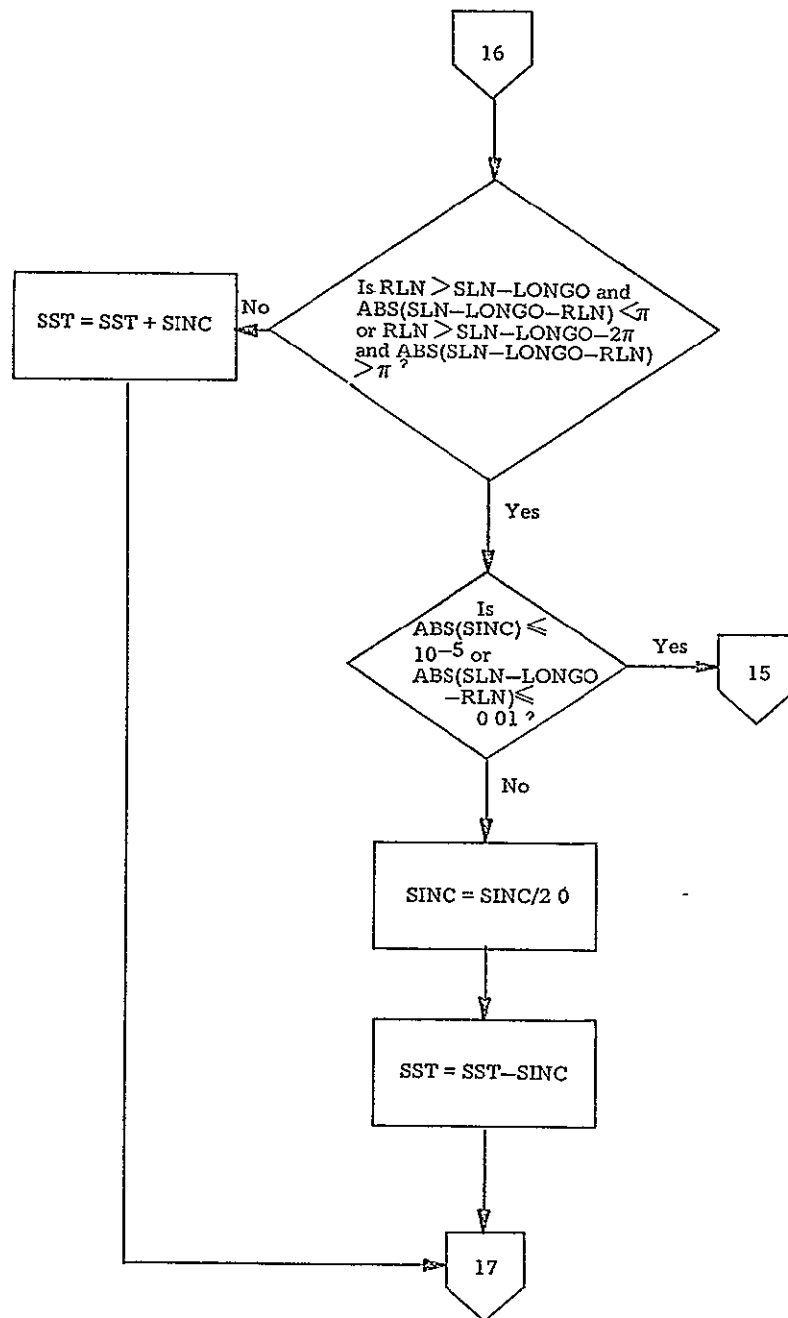 16
Is RLN >SLN—LONGO and
ABS(SLN—LONGO—RLN) <π
or RLN >SLN—LONGO—2π
and ABS(SLN—LONGO—RLN)
>π ?
No
SST = SST + SINC
Yes
Is
ABS(SINC) ≤
10—5 or
ABS(SLN—LONGO
—RLN)≤
0 01 ?
Yes
15
No
SINC = SINC/2 0
SST = SST—SINC
17